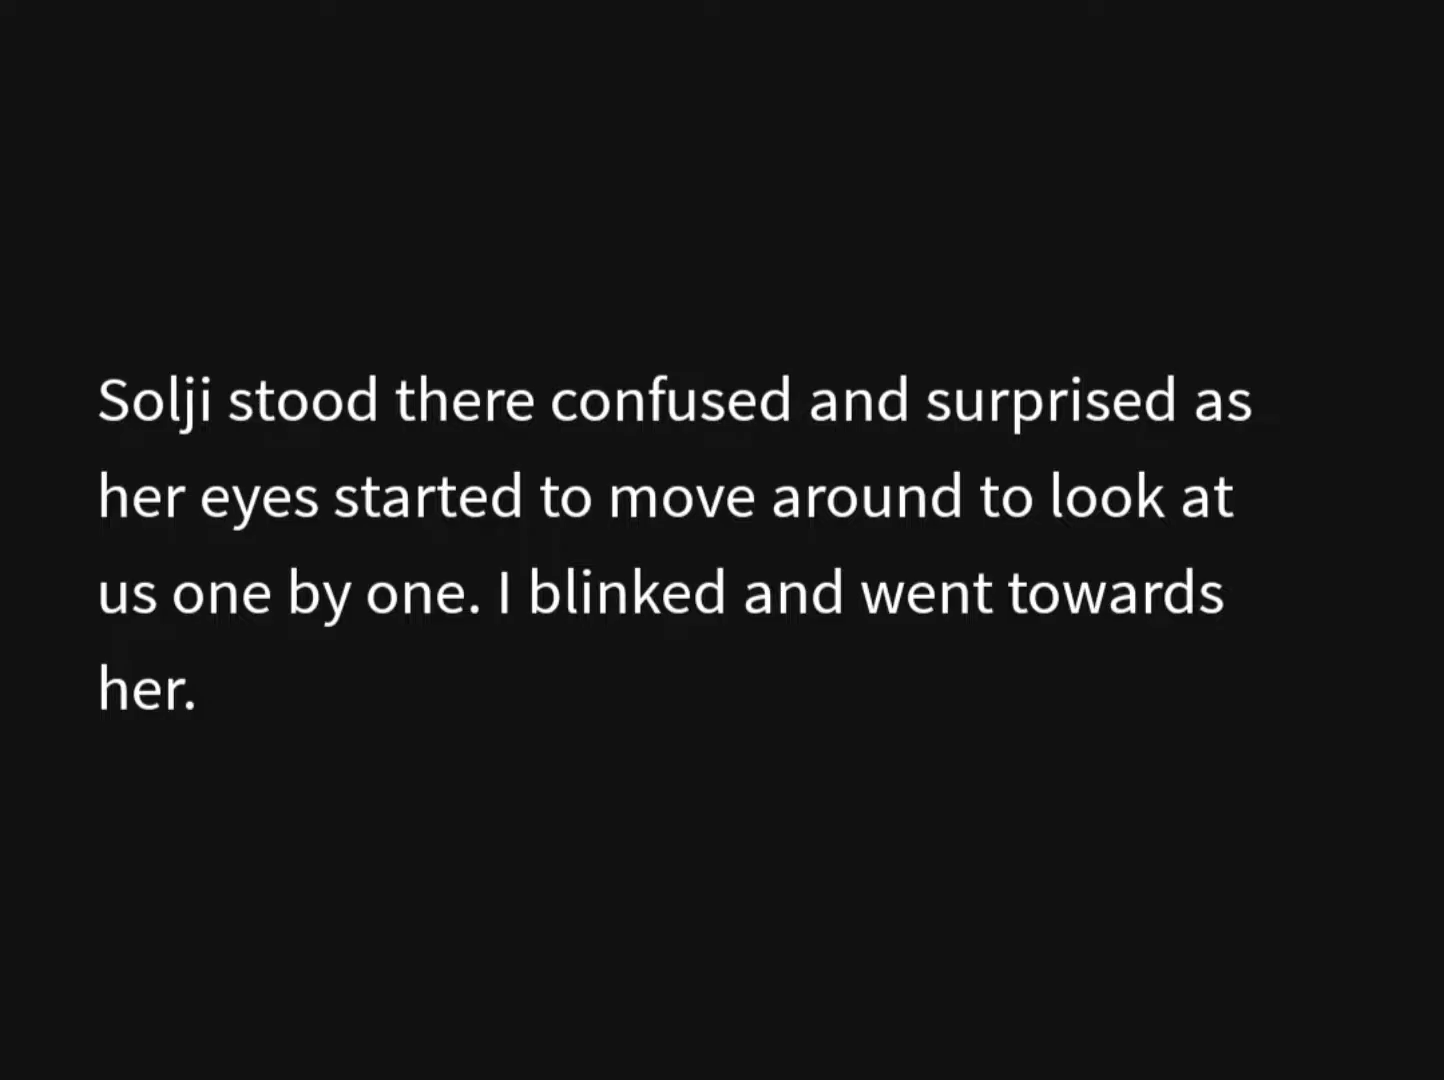 Solji stood there confused and surprised as
her eyes started to move around to look at
us one by one. I blinked and went towards
her.